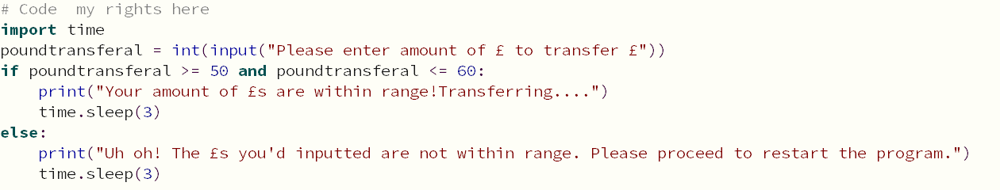 # Code  my rights here
import time
poundtransferal = int(input("Please enter amount of £ to transfer £"))
if poundtransferal >= 50 and poundtransferal <= 60:
    print("Your amount of £s are within range!Transferring....")
    time.sleep(3)
else:
    print("Uh oh! The £s you'd inputted are not within range. Please proceed to restart the program.")
    time.sleep(3)